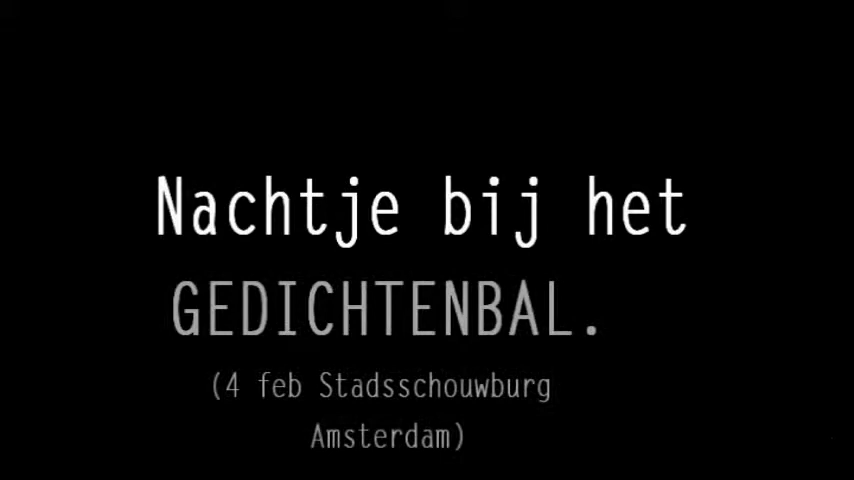 Nachtje bij het
GEDICHTENBAL.
(4 feb Stadsschouwburg
Amsterdam)